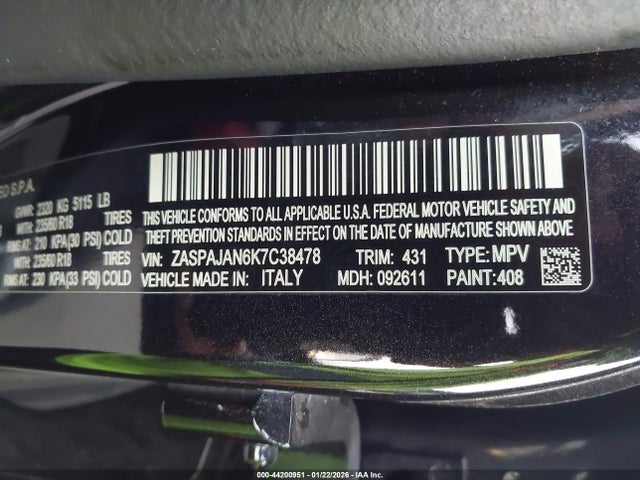 EO S.P.A.
GVWR: 2320 KG 5115 LB
WITH: 235/60 R18 TIRES
RIMS AT: 210 KPA(30 PSI) COLD
WITH: 235/60 R18 TIRES
RIMS AT: 230 KPA(33 PSI) COLD
THIS VEHICLE CONFORMS TO ALL APPLICABLE U.S.A. FEDERAL MOTOR VEHICLE SAFETY AND
THEFT PREVENTION STANDARDS IN EFFECT ON THE DATE OF MANUFACTURE SHOWN ABOVE
VIN: ZASPAJAN6K7C38478 TRIM: 431 TYPE: MPV
VEHICLE MADE IN: ITALY MDH: 092611 PAINT: 408
000-44200951 - 01/22/2026 - IAA Inc.